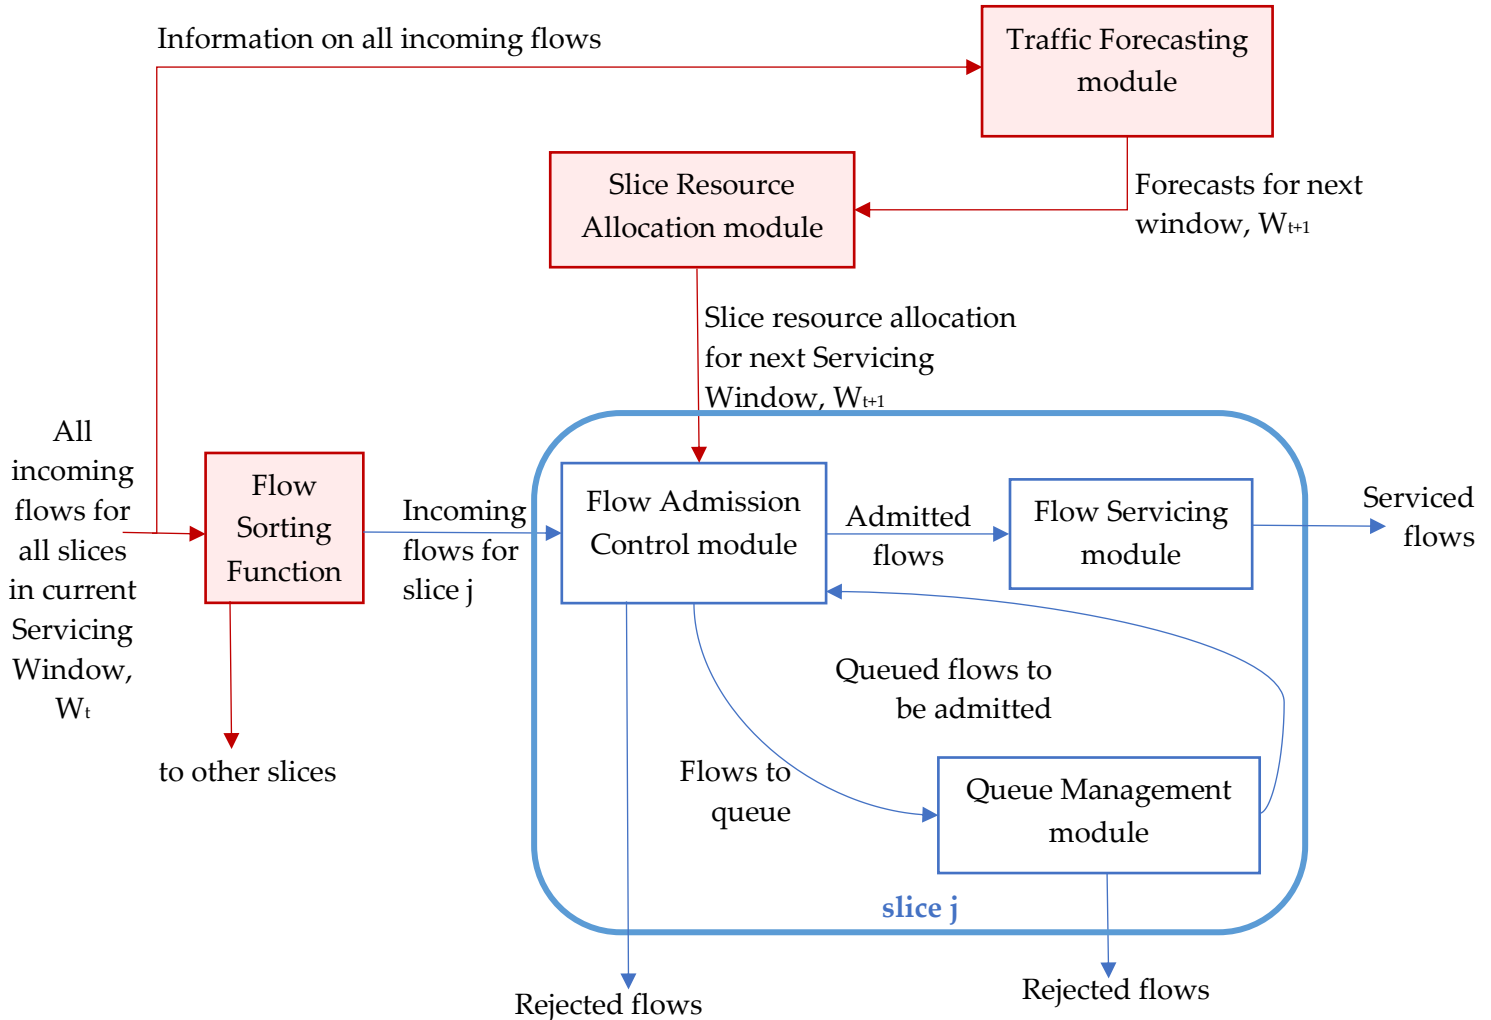 Information on all incoming flows
Traffic Forecasting
module
Slice Resource
Allocation module
Forecasts for next
window, Wt+1
Slice resource allocation
for next Servicing
Window, Wt+1
All
incoming
flows for
all slices
in current
Servicing
Window,
Wt
Flow
Sorting
Function
Incoming
flows for
slice j
Flow Admission
Control module
Admitted
flows
Flow Servicing
module
Serviced
flows
to other slices
Queued flows to
be admitted
Flows to
queue
Queue Management
module
slice j
Rejected flows
Rejected flows